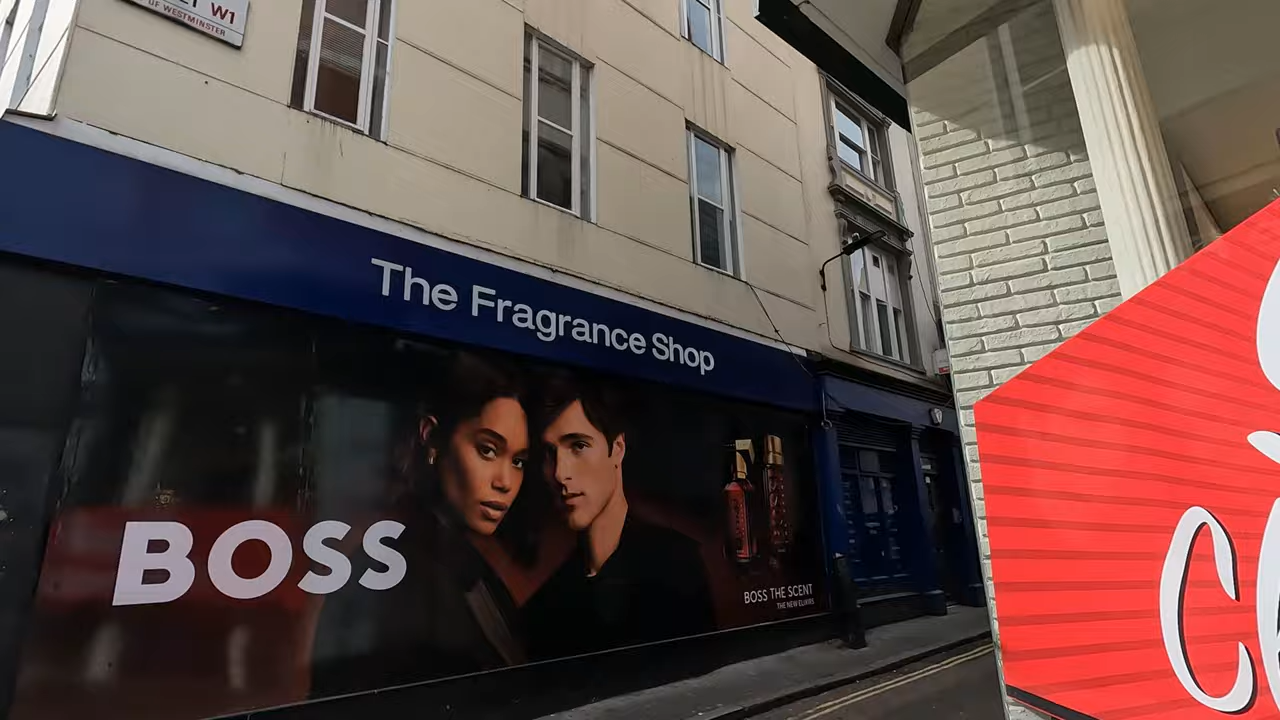 W1
OF WESTMINSTER
The Fragrance Shop
BOSS
BOSS THE SCENT
THE NEW ELIXIRS